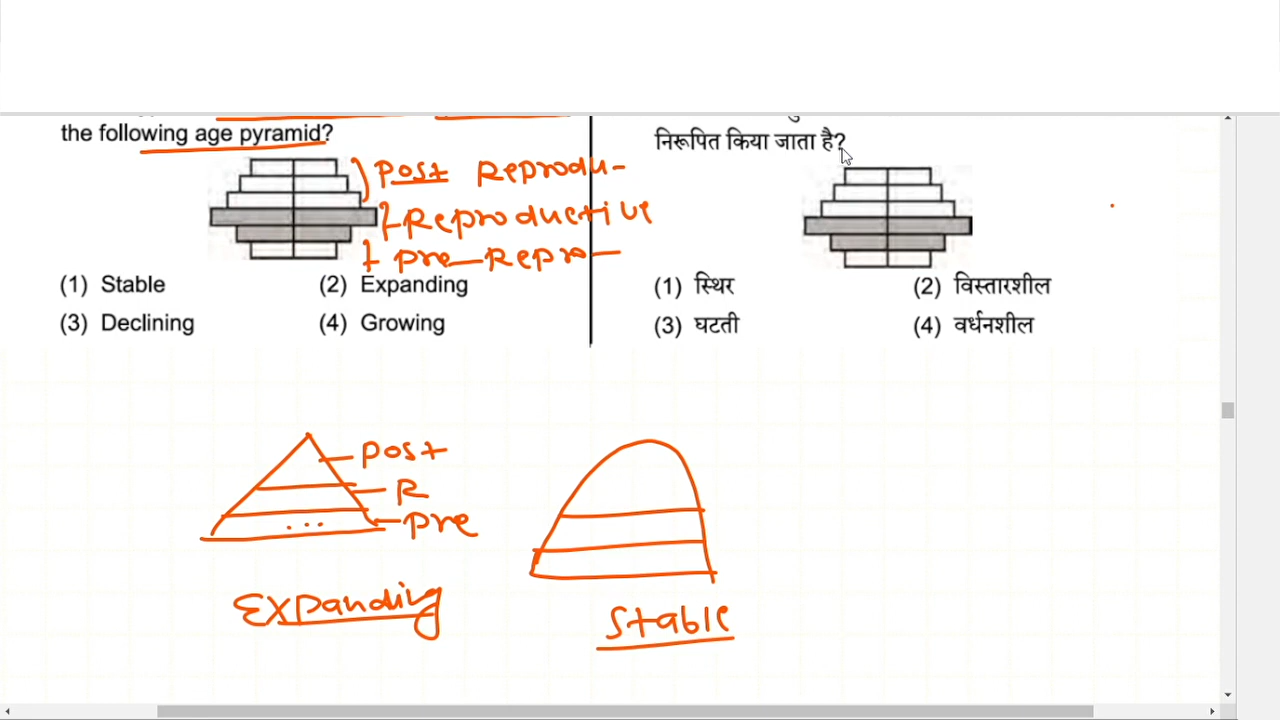 the following age pyramid?
Post Reprodu-
Reproductive
Pre-Repro-
(1) Stable
(2) Expanding
(3) Declining
(4) Growing
निरूपित किया जाता है?
(1) स्थिर
(2) विस्तारशील
(3) घटती
(4) वर्धनशील
Post
R
Pre
Expanding
Stable